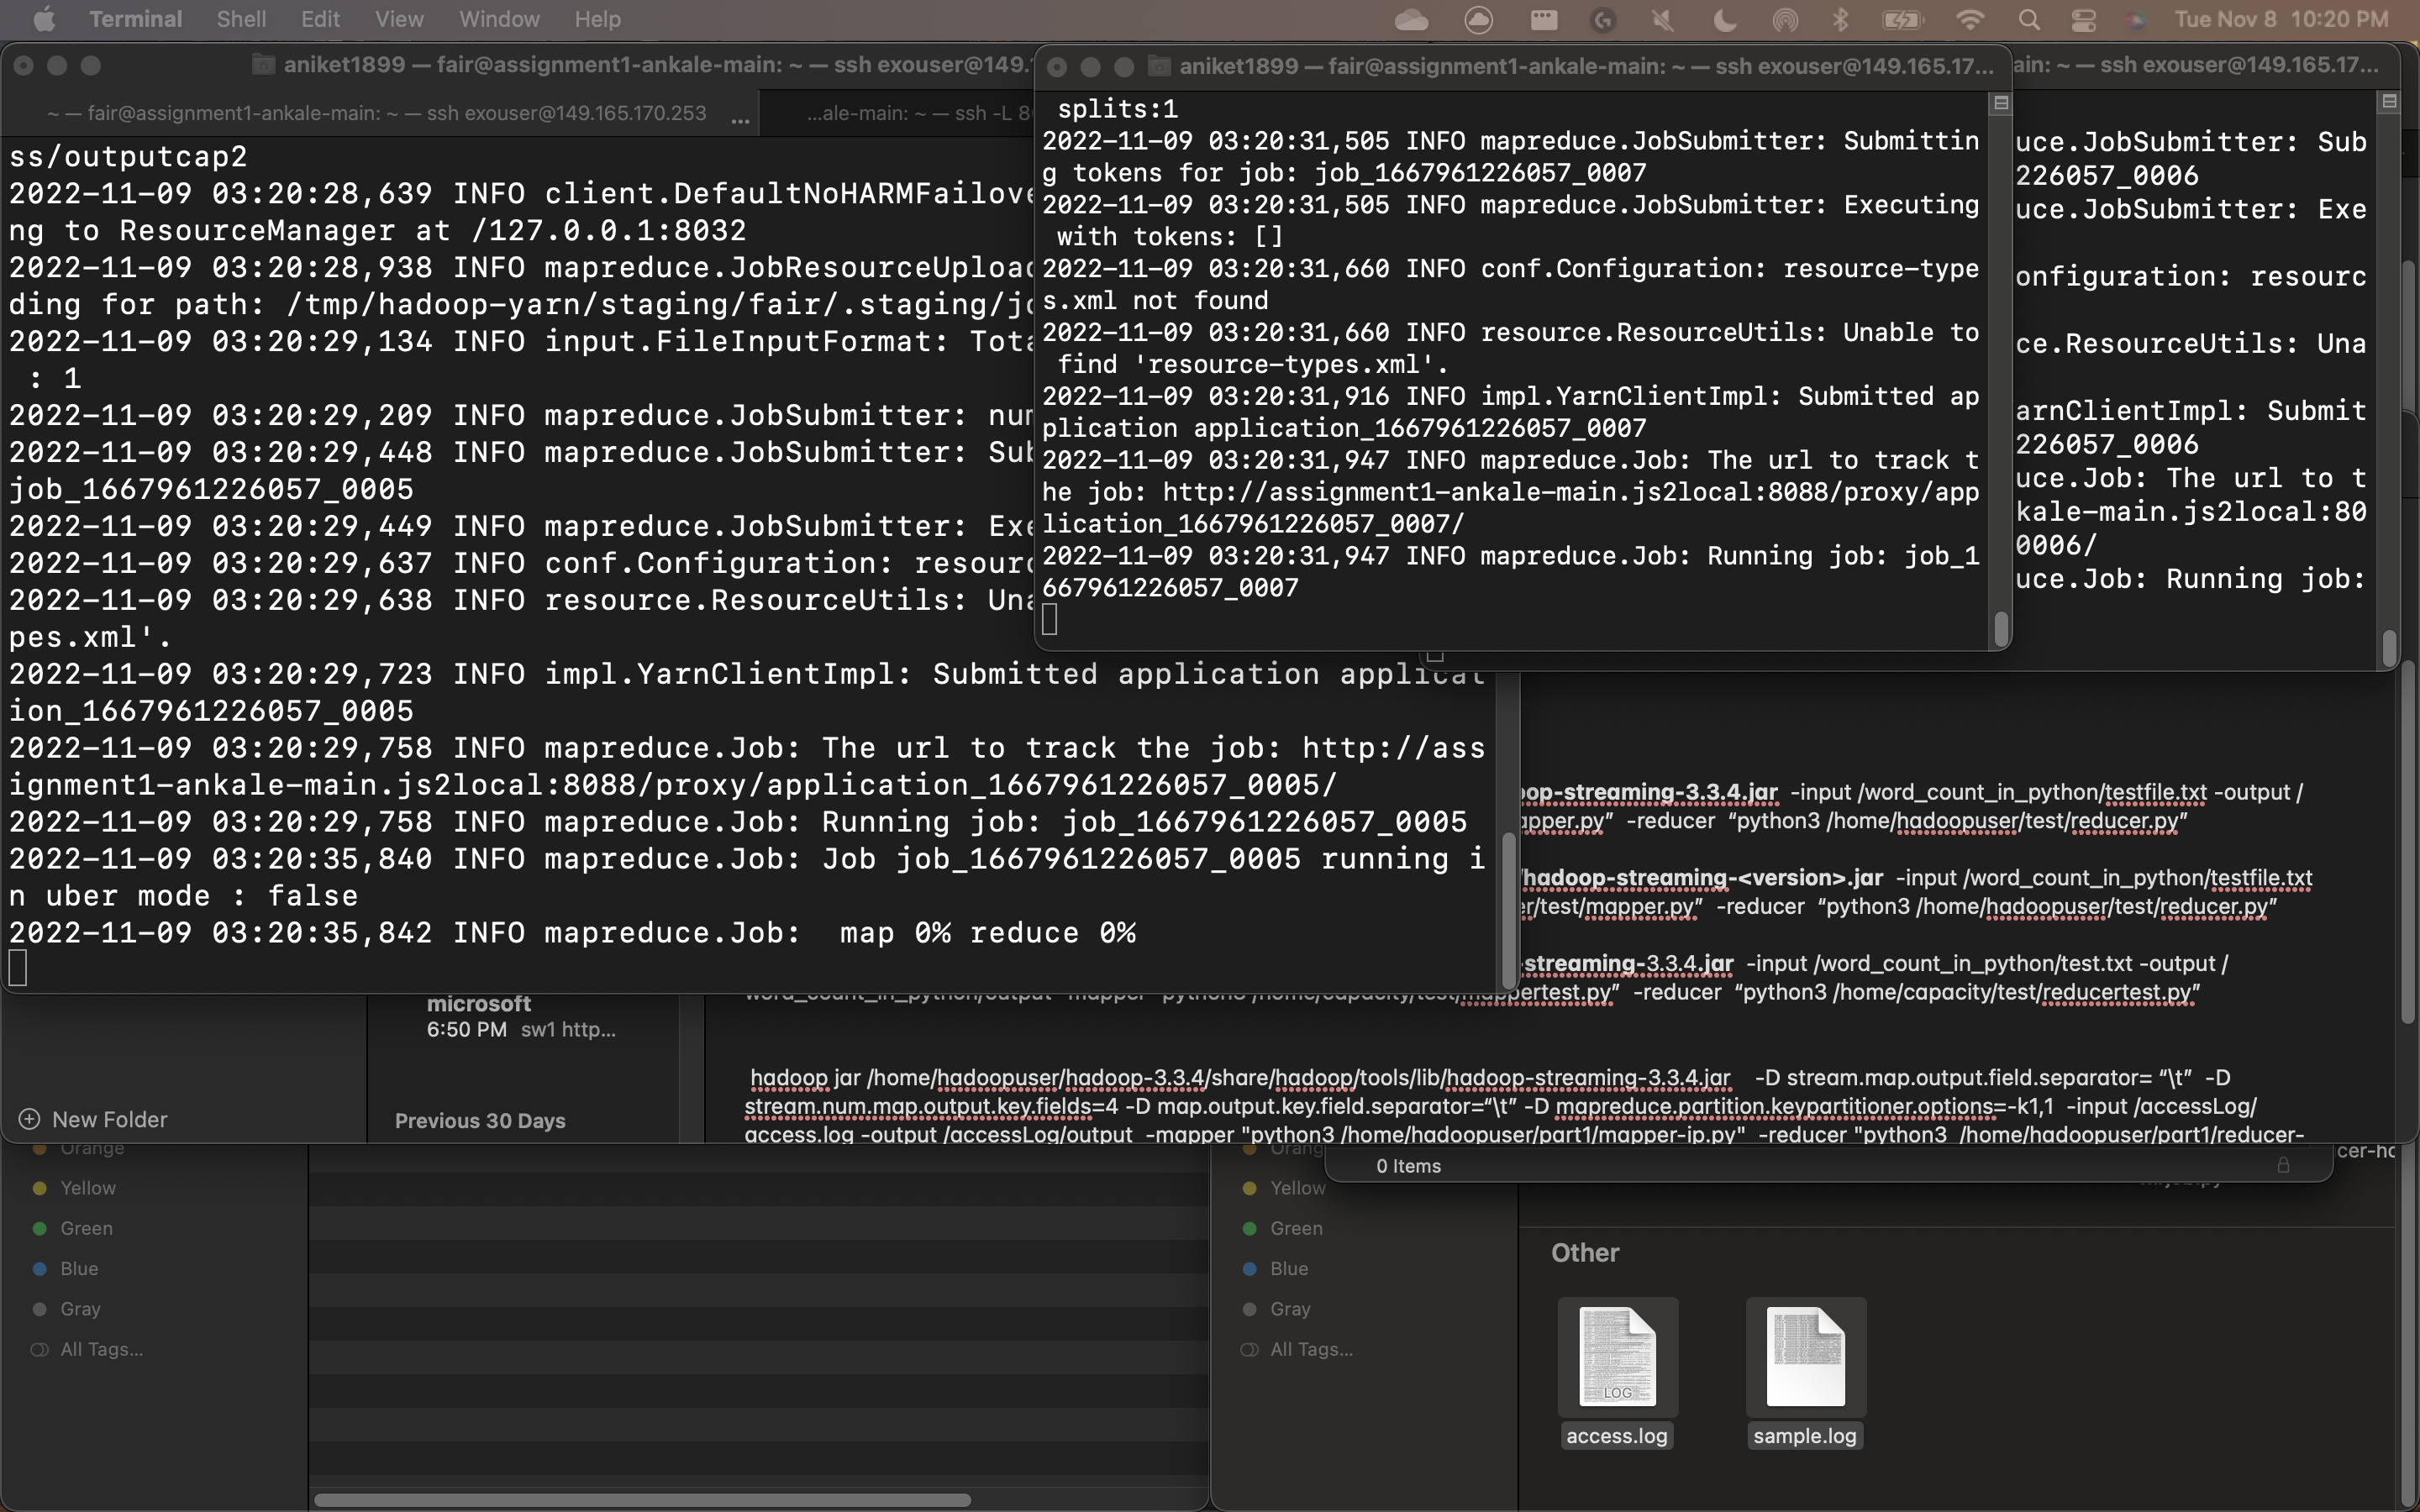 Terminal Shell Edit View Window Help Tue Nov 8 10:20 PM
aniket1899 — fair@assignment1-ankale-main: ~ — ssh exouser@149.
~ — fair@assignment1-ankale-main: ~ — ssh exouser@149.165.170.253 ...
...ale-main: ~ — ssh -L 8
ss/outputcap2
2022-11-09 03:20:28,639 INFO client.DefaultNoHARMFailove
ng to ResourceManager at /127.0.0.1:8032
2022-11-09 03:20:28,938 INFO mapreduce.JobResourceUploa
ding for path: /tmp/hadoop-yarn/staging/fair/.staging/jo
2022-11-09 03:20:29,134 INFO input.FileInputFormat: Tota
: 1
2022-11-09 03:20:29,209 INFO mapreduce.JobSubmitter: num
2022-11-09 03:20:29,448 INFO mapreduce.JobSubmitter: Sub
job_1667961226057_0005
2022-11-09 03:20:29,449 INFO mapreduce.JobSubmitter: Exe
2022-11-09 03:20:29,637 INFO conf.Configuration: resourc
2022-11-09 03:20:29,638 INFO resource.ResourceUtils: Una
pes.xml'.
2022-11-09 03:20:29,723 INFO impl.YarnClientImpl: Submitted application applicat
ion_1667961226057_0005
2022-11-09 03:20:29,758 INFO mapreduce.Job: The url to track the job: http://ass
ignment1-ankale-main.js2local:8088/proxy/application_1667961226057_0005/
2022-11-09 03:20:29,758 INFO mapreduce.Job: Running job: job_1667961226057_0005
2022-11-09 03:20:35,840 INFO mapreduce.Job: Job job_1667961226057_0005 running i
n uber mode : false
2022-11-09 03:20:35,842 INFO mapreduce.Job:  map 0% reduce 0%
aniket1899 — fair@assignment1-ankale-main: ~ — ssh exouser@149.165.17...
splits:1
2022-11-09 03:20:31,505 INFO mapreduce.JobSubmitter: Submittin
g tokens for job: job_1667961226057_0007
2022-11-09 03:20:31,505 INFO mapreduce.JobSubmitter: Executing
with tokens: []
2022-11-09 03:20:31,660 INFO conf.Configuration: resource-type
s.xml not found
2022-11-09 03:20:31,660 INFO resource.ResourceUtils: Unable to
find 'resource-types.xml'.
2022-11-09 03:20:31,916 INFO impl.YarnClientImpl: Submitted ap
plication application_1667961226057_0007
2022-11-09 03:20:31,947 INFO mapreduce.Job: The url to track t
he job: http://assignment1-ankale-main.js2local:8088/proxy/app
lication_1667961226057_0007/
2022-11-09 03:20:31,947 INFO mapreduce.Job: Running job: job_1
667961226057_0007
ain: ~ — ssh exouser@149.165.17...
uce.JobSubmitter: Sub
226057_0006
uce.JobSubmitter: Exe
onfiguration: resourc
ce.ResourceUtils: Una
arnClientImpl: Submit
226057_0006
uce.Job: The url to t
kale-main.js2local:80
0006/
uce.Job: Running job:
op-streaming-3.3.4.jar -input /word_count_in_python/testfile.txt -output /
apper.py” -reducer “python3 /home/hadoopuser/test/reducer.py”
/hadoop-streaming-<version>.jar -input /word_count_in_python/testfile.txt
er/test/mapper.py” -reducer “python3 /home/hadoopuser/test/reducer.py”
-streaming-3.3.4.jar -input /word_count_in_python/test.txt -output /
word_count_in_python/output -mapper “python3 /home/capacity/test/mappertest.py” -reducer “python3 /home/capacity/test/reducertest.py”
hadoop jar /home/hadoopuser/hadoop-3.3.4/share/hadoop/tools/lib/hadoop-streaming-3.3.4.jar -D stream.map.output.field.separator= “\t” -D
stream.num.map.output.key.fields=4 -D map.output.key.field.separator=“\t” -D mapreduce.partition.keypartitioner.options=-k1,1 -input /accessLog/
access.log -output /accessLog/output -mapper "python3 /home/hadoopuser/part1/mapper-ip.py" -reducer "python3 /home/hadoopuser/part1/reducer-
microsoft
6:50 PM sw1 http...
New Folder
Previous 30 Days
Orange
Yellow
Green
Blue
Gray
All Tags...
Orang
Yellow
Green
Blue
Gray
All Tags...
0 Items
cer-hc
Other
LOG
access.log
sample.log